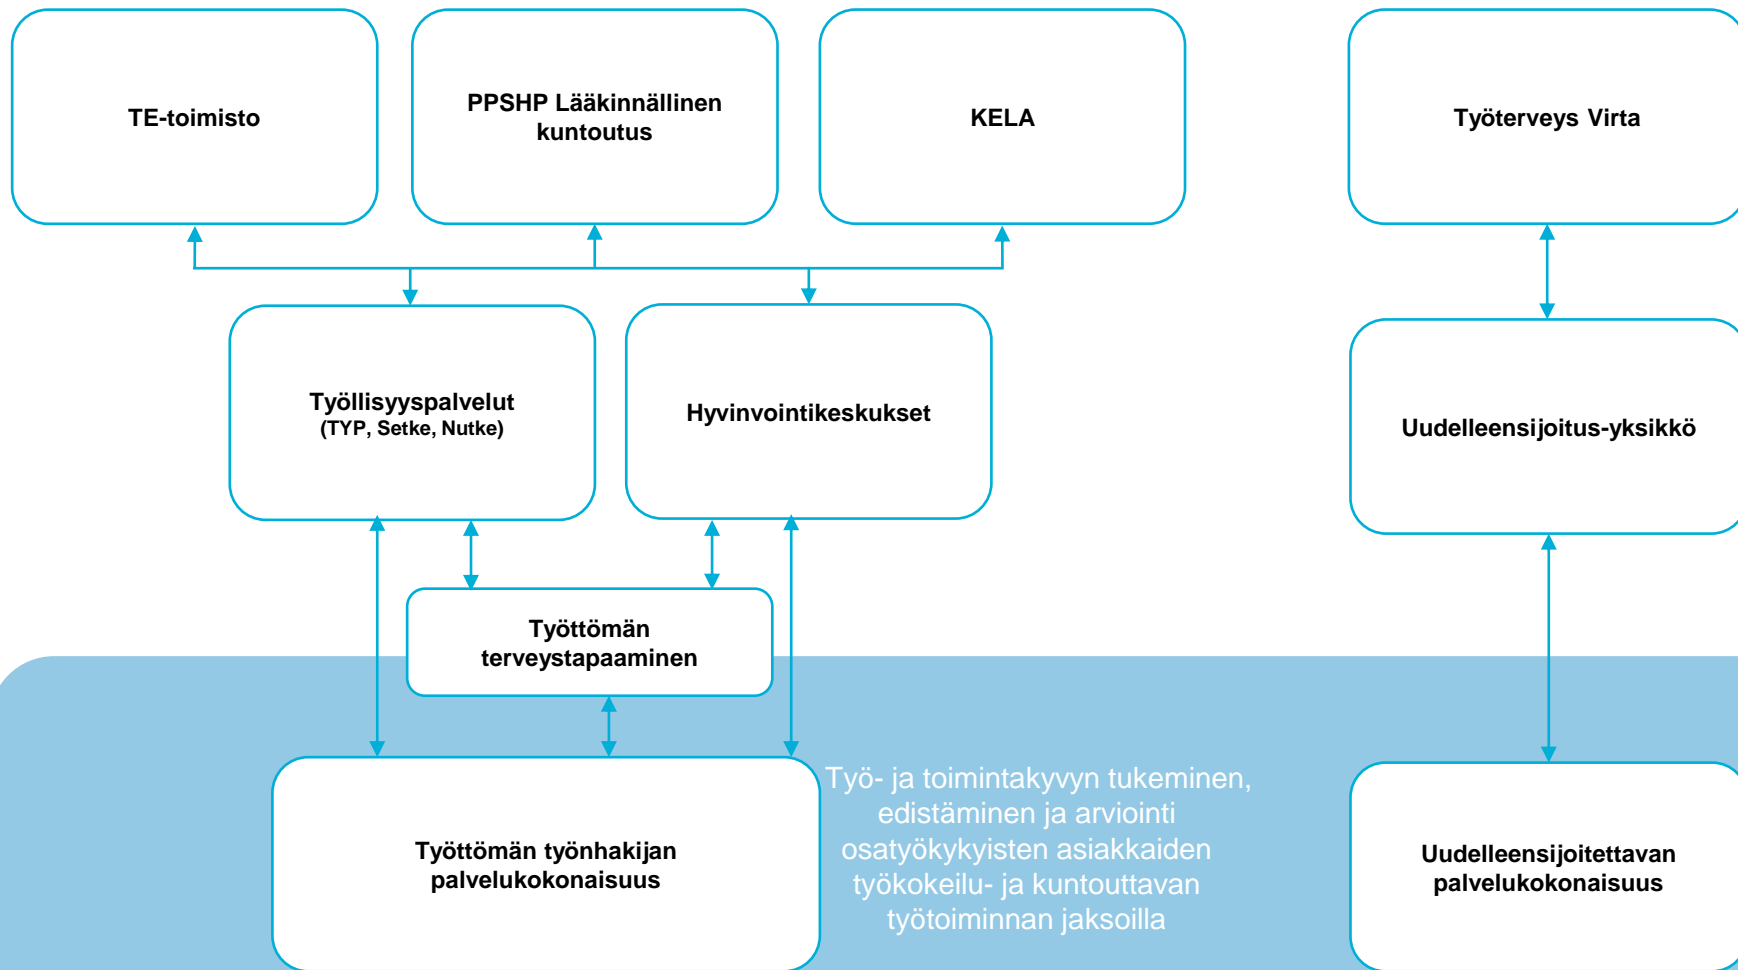 TE-toimisto
PPSHP Lääkinnällinen
kuntoutus
KELA
Työterveys Virta
Työllisyyspalvelut
(TYP, Setke, Nutke)
Hyvinvointikeskukset
Uudelleensijoitus-yksikkö
Työttömän
terveystapaaminen
Työttömän työnhakijan
palvelukokonaisuus
Työ- ja toimintakyvyn tukeminen,
edistäminen ja arviointi
osatyökykyisten asiakkaiden
työkokeilu- ja kuntouttavan
työtoiminnan jaksoilla
Uudelleensijoitettavan
palvelukokonaisuus